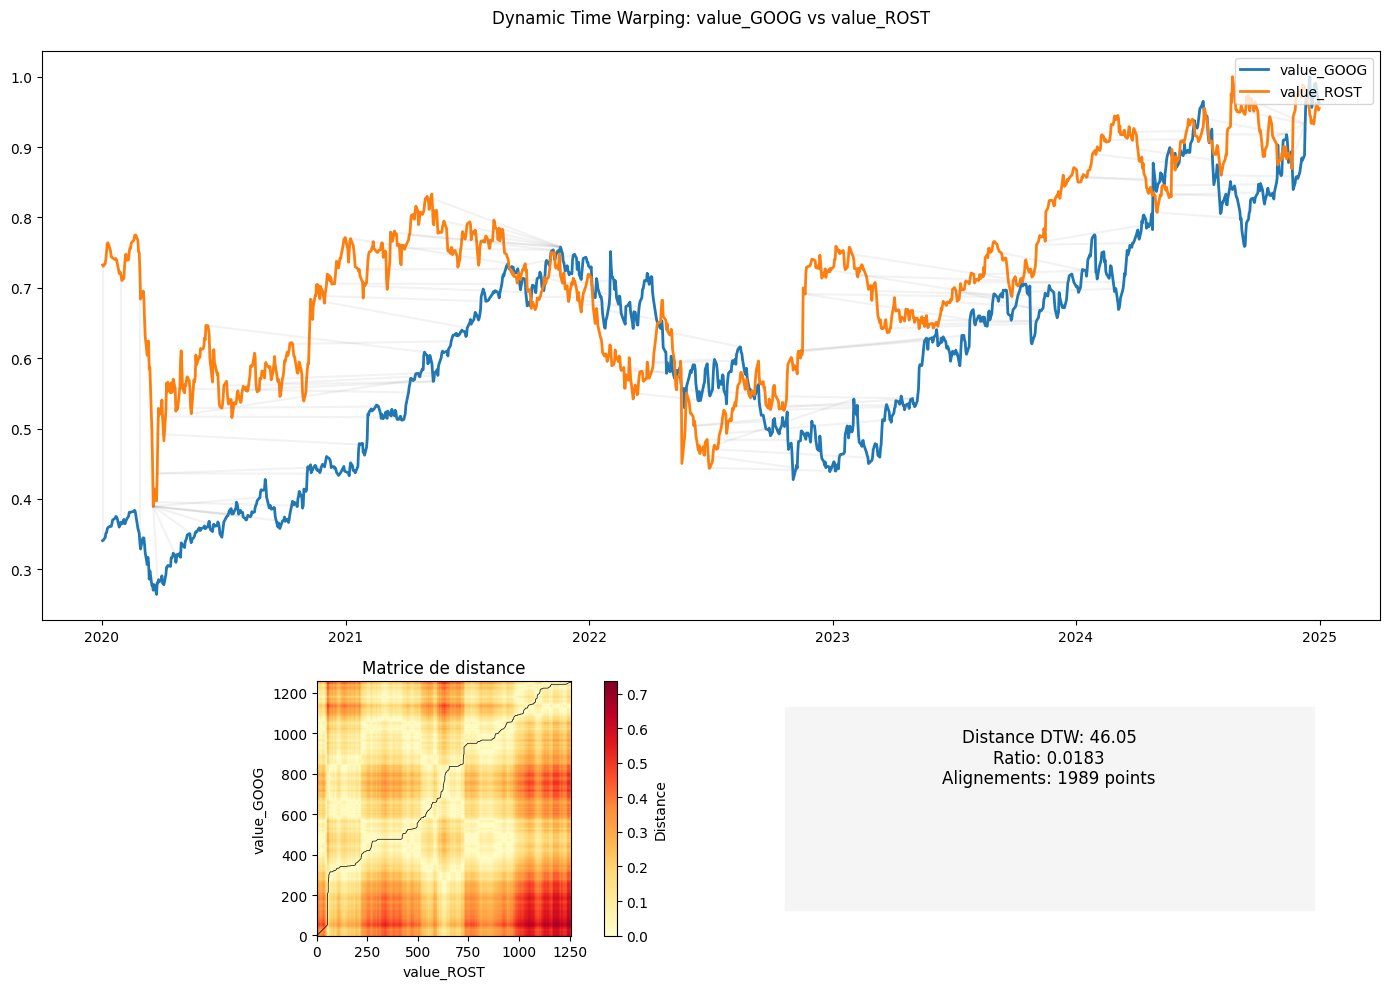 Dynamic Time Warping: value_GOOG vs value_ROST
value_GOOG
value_ROST
1.0
0.9
0.8
0.7
0.6
0.5
0.4
0.3
2020 2021 2022 2023 2024 2025
Matrice de distance
value_GOOG
1200
1000
800
600
400
200
0
0 250 500 750 1000 1250
value_ROST
0.7
0.6
0.5
0.4
0.3
0.2
0.1
0.0
Distance
Distance DTW: 46.05
Ratio: 0.0183
Alignements: 1989 points